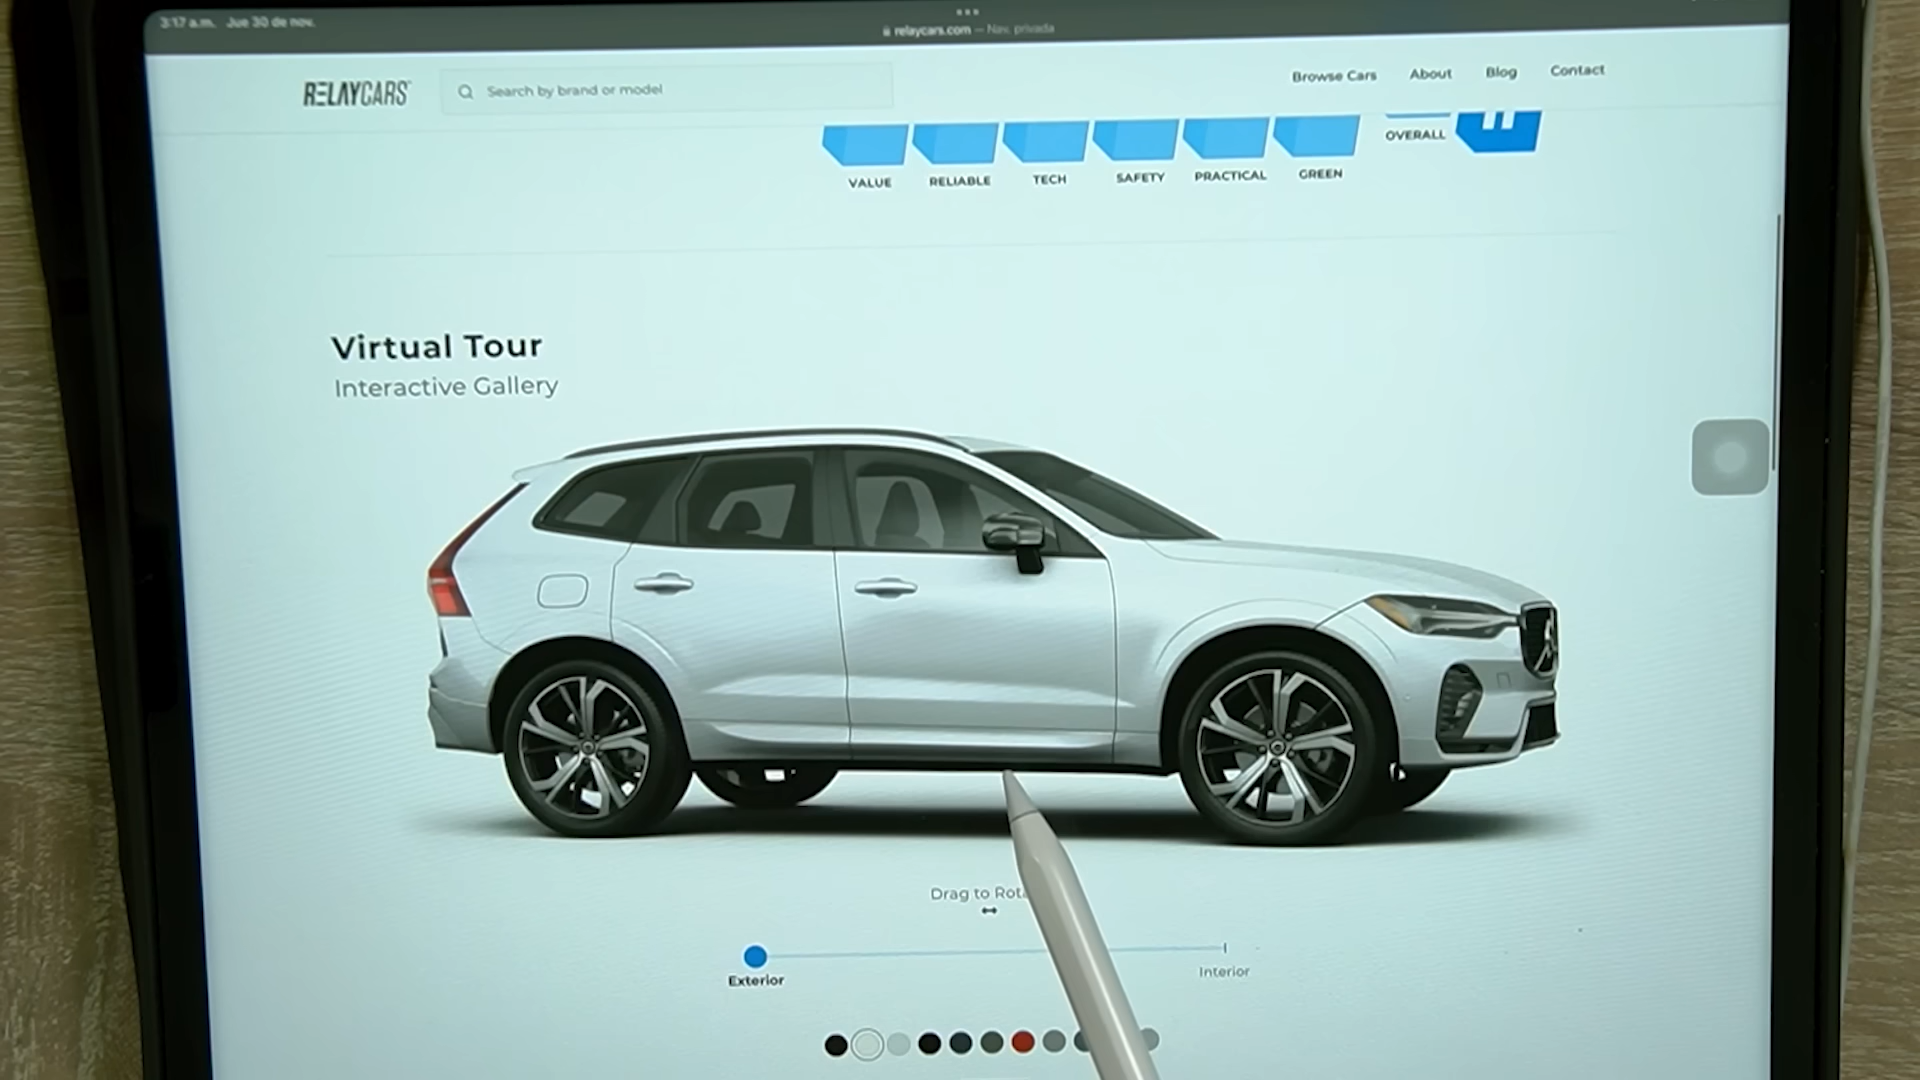 3:17 a.m. Jue 30 de nov.
relaycars.com — Nav. privada
RELAYCARS
Search by brand or model
Browse Cars About Blog Contact
OVERALL
VALUE RELIABLE TECH SAFETY PRACTICAL GREEN
Virtual Tour
Interactive Gallery
Drag to Rot
Exterior
Interior